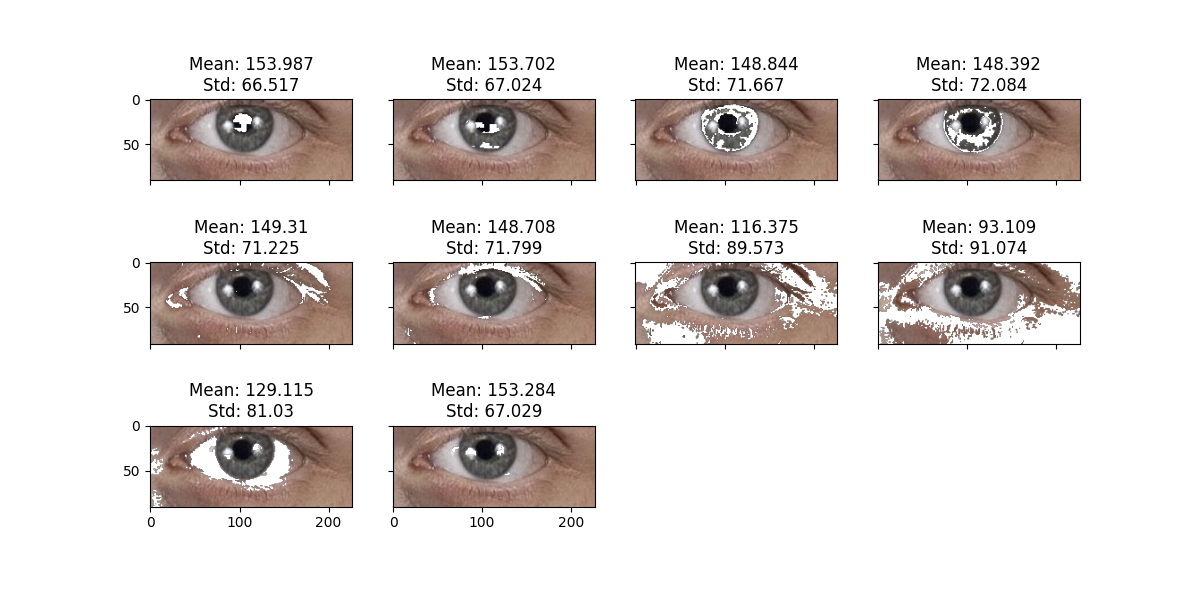 Mean: 153.987
Std: 66.517
Mean: 153.702
Std: 67.024
Mean: 148.844
Std: 71.667
Mean: 148.392
Std: 72.084
0
50
Mean: 149.31
Std: 71.225
Mean: 148.708
Std: 71.799
Mean: 116.375
Std: 89.573
Mean: 93.109
Std: 91.074
0
50
Mean: 129.115
Std: 81.03
Mean: 153.284
Std: 67.029
0
50
0 100 200
0 100 200